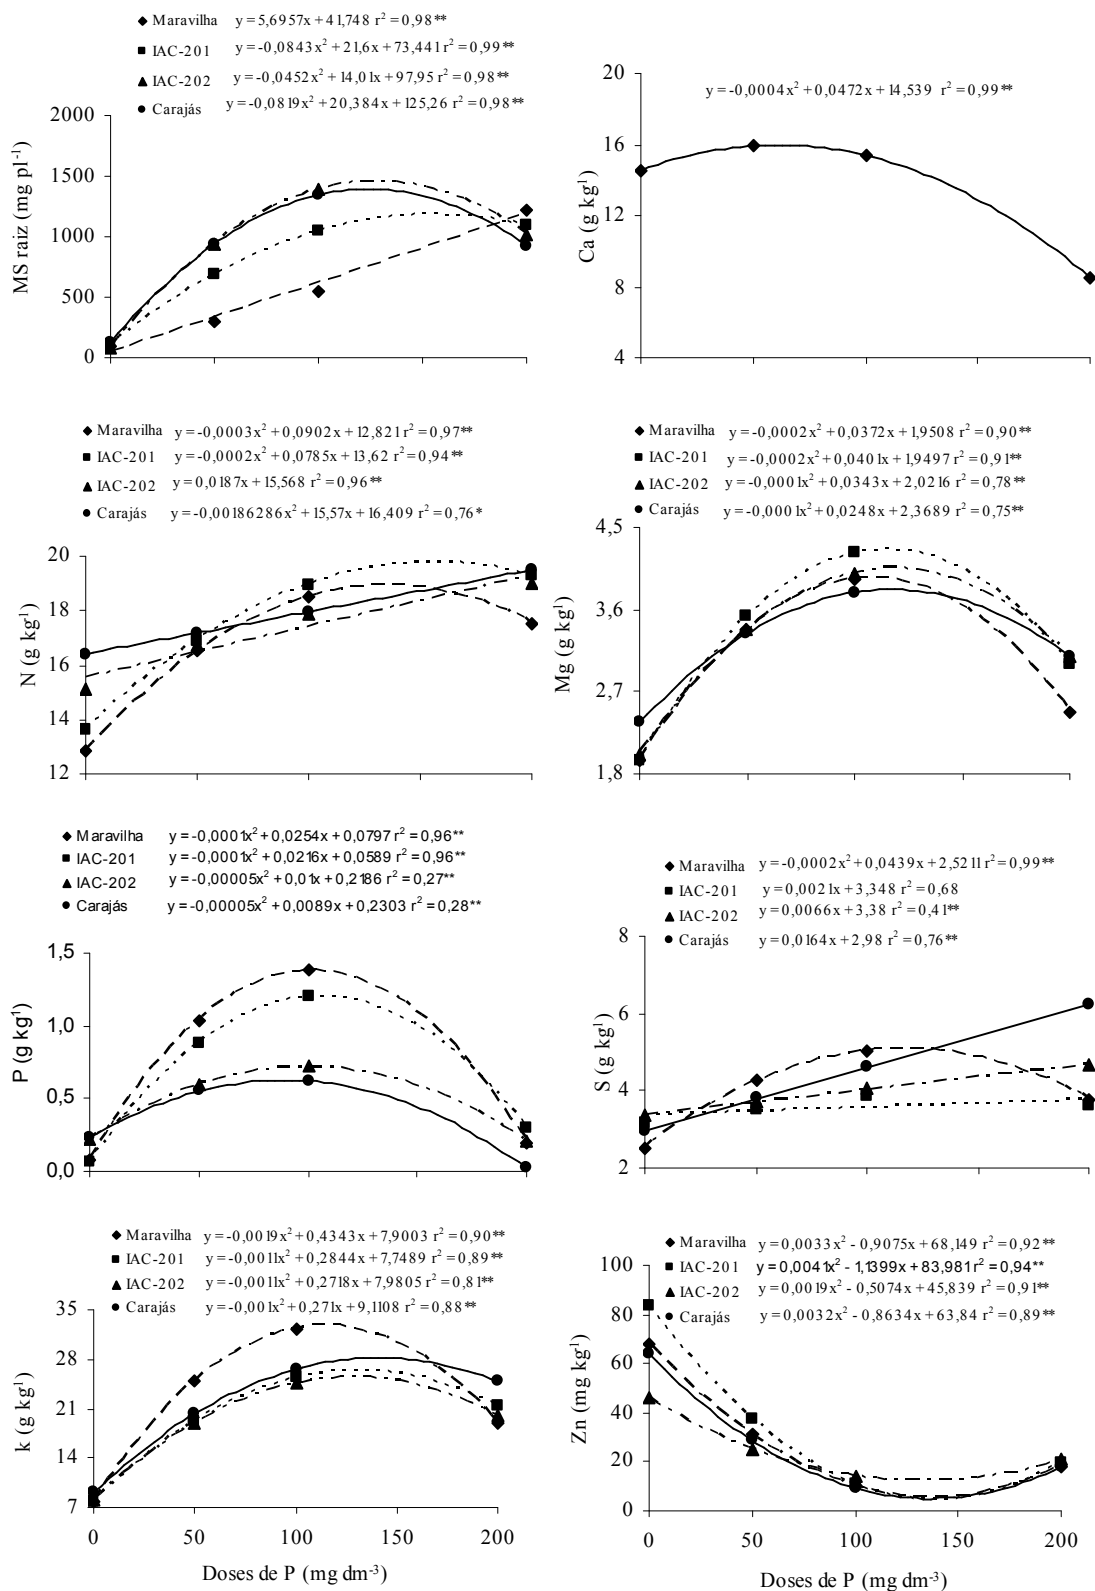 Maravilha y = 5,6957x + 41,748 r² = 0,98**
IAC-201 y = -0,0843x² + 21,6x + 73,441 r² = 0,99**
IAC-202 y = -0,0452x² + 14,01x + 97,95 r² = 0,98**
Carajás y = -0,0819x² + 20,384x + 125,26 r² = 0,98**
2000
1500
1000
500
0
MS raiz (mg pl⁻¹)
y = -0,0004x² + 0,0472x + 14,539 r² = 0,99**
20
16
12
8
4
Ca (g kg¹)
Maravilha y = -0,0003x² + 0,0902x + 12,821 r² = 0,97**
IAC-201 y = -0,0002x² + 0,0785x + 13,62 r² = 0,94**
IAC-202 y = 0,0187x + 15,568 r² = 0,96**
Carajás y = -0,00186286x² + 15,57x + 16,409 r² = 0,76*
20
18
16
14
12
N (g kg¹)
Maravilha y = -0,0002x² + 0,0372x + 1,9508 r² = 0,90**
IAC-201 y = -0,0002x² + 0,0401x + 1,9497 r² = 0,91**
IAC-202 y = -0,0001x² + 0,0343x + 2,0216 r² = 0,78**
Carajás y = -0,0001x² + 0,0248x + 2,3689 r² = 0,75**
4,5
3,6
2,7
1,8
Mg (g kg¹)
Maravilha y = -0,0001x² + 0,0254x + 0,0797 r² = 0,96**
IAC-201 y = -0,0001x² + 0,0216x + 0,0589 r² = 0,96**
IAC-202 y = -0,00005x² + 0,01x + 0,2186 r² = 0,27**
Carajás y = -0,00005x² + 0,0089x + 0,2303 r² = 0,28**
1,5
1,0
0,5
0,0
P (g kg¹)
Maravilha y = -0,0002x² + 0,0439x + 2,5211 r² = 0,99**
IAC-201 y = 0,0021x + 3,348 r² = 0,68
IAC-202 y = 0,0066x + 3,38 r² = 0,41**
Carajás y = 0,0164x + 2,98 r² = 0,76**
8
6
4
2
S (g kg¹)
Maravilha y = -0,0019x² + 0,4343x + 7,9003 r² = 0,90**
IAC-201 y = -0,0011x² + 0,2844x + 7,7489 r² = 0,89**
IAC-202 y = -0,0011x² + 0,2718x + 7,9805 r² = 0,81**
Carajás y = -0,001x² + 0,271x + 9,1108 r² = 0,88**
35
28
21
14
7
k (g kg¹)
0 50 100 150 200
Doses de P (mg dm⁻³)
Maravilha y = 0,0033x² - 0,9075x + 68,149 r² = 0,92**
IAC-201 y = 0,0041x² - 1,1399x + 83,981 r² = 0,94**
IAC-202 y = 0,0019x² - 0,5074x + 45,839 r² = 0,91**
Carajás y = 0,0032x² - 0,8634x + 63,84 r² = 0,89**
100
80
60
40
20
0
Zn (mg kg¹)
0 50 100 150 200
Doses de P (mg dm⁻³)